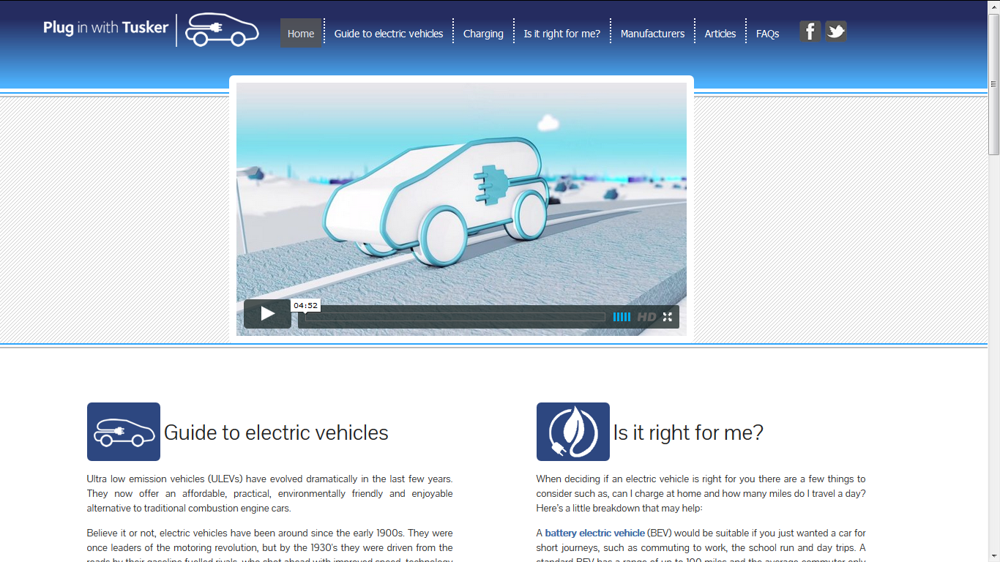 Plug in with Tusker
Home
Guide to electric vehicles
Charging
Is it right for me?
Manufacturers
Articles
FAQs
04:52
HD
Guide to electric vehicles
Ultra low emission vehicles (ULEVs) have evolved dramatically in the last few years.
They now offer an affordable, practical, environmentally friendly and enjoyable
alternative to traditional combustion engine cars.
Believe it or not, electric vehicles have been around since the early 1900s. They were
once leaders of the motoring revolution, but by the 1930's they were driven from the
roads by their gasoline fuelled rivals, who shot ahead with improved speed, technology
Is it right for me?
When deciding if an electric vehicle is right for you there are a few things to
consider such as, can I charge at home and how many miles do I travel a day?
Here's a little breakdown that may help:
A battery electric vehicle (BEV) would be suitable if you just wanted a car for
short journeys, such as commuting to work, the school run and day trips. A
standard BEV has a range of up to 100 miles and the average commuter only